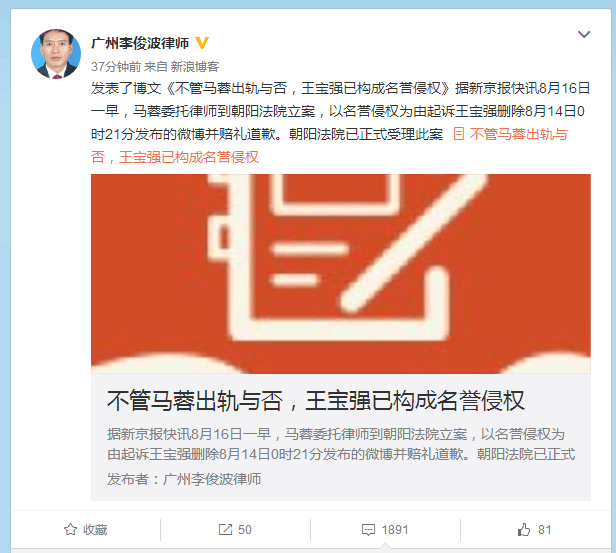 广州李俊波律师
37分钟前 来自 新浪博客
发表了博文《不管马蓉出轨与否，王宝强已构成名誉侵权》据新京报快讯8月16日
一早，马蓉委托律师到朝阳法院立案，以名誉侵权为由起诉王宝强删除8月14日0
时21分发布的微博并赔礼道歉。朝阳法院已正式受理此案 不管马蓉出轨与
否，王宝强已构成名誉侵权
不管马蓉出轨与否，王宝强已构成名誉侵权
据新京报快讯8月16日一早，马蓉委托律师到朝阳法院立案，以名誉侵权为
由起诉王宝强删除8月14日0时21分发布的微博并赔礼道歉。朝阳法院已正式
发布者：广州李俊波律师
收藏 50 1891 81